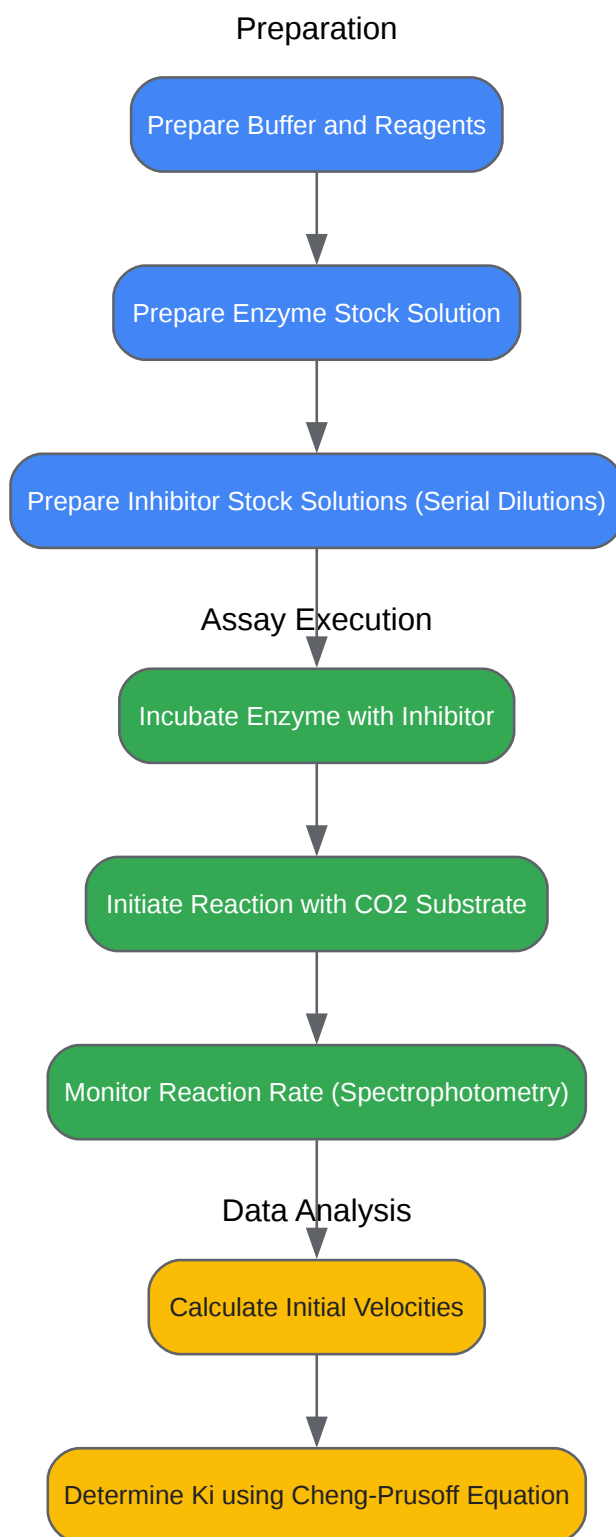 Preparation
Prepare Buffer and Reagents
Prepare Enzyme Stock Solution
Prepare Inhibitor Stock Solutions (Serial Dilutions)
Assay Execution
Incubate Enzyme with Inhibitor
Initiate Reaction with CO2 Substrate
Monitor Reaction Rate (Spectrophotometry)
Data Analysis
Calculate Initial Velocities
Determine Ki using Cheng-Prusoff Equation